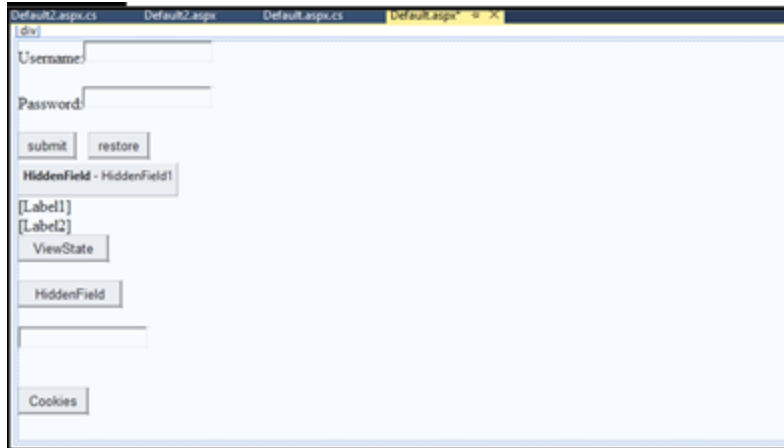 Default2.aspx.cs Default2.aspx Default.aspx.cs Default.aspx*
[div]
Username:
Password:
submit restore
HiddenField - HiddenField1
[Label1]
[Label2]
ViewState
HiddenField
Cookies